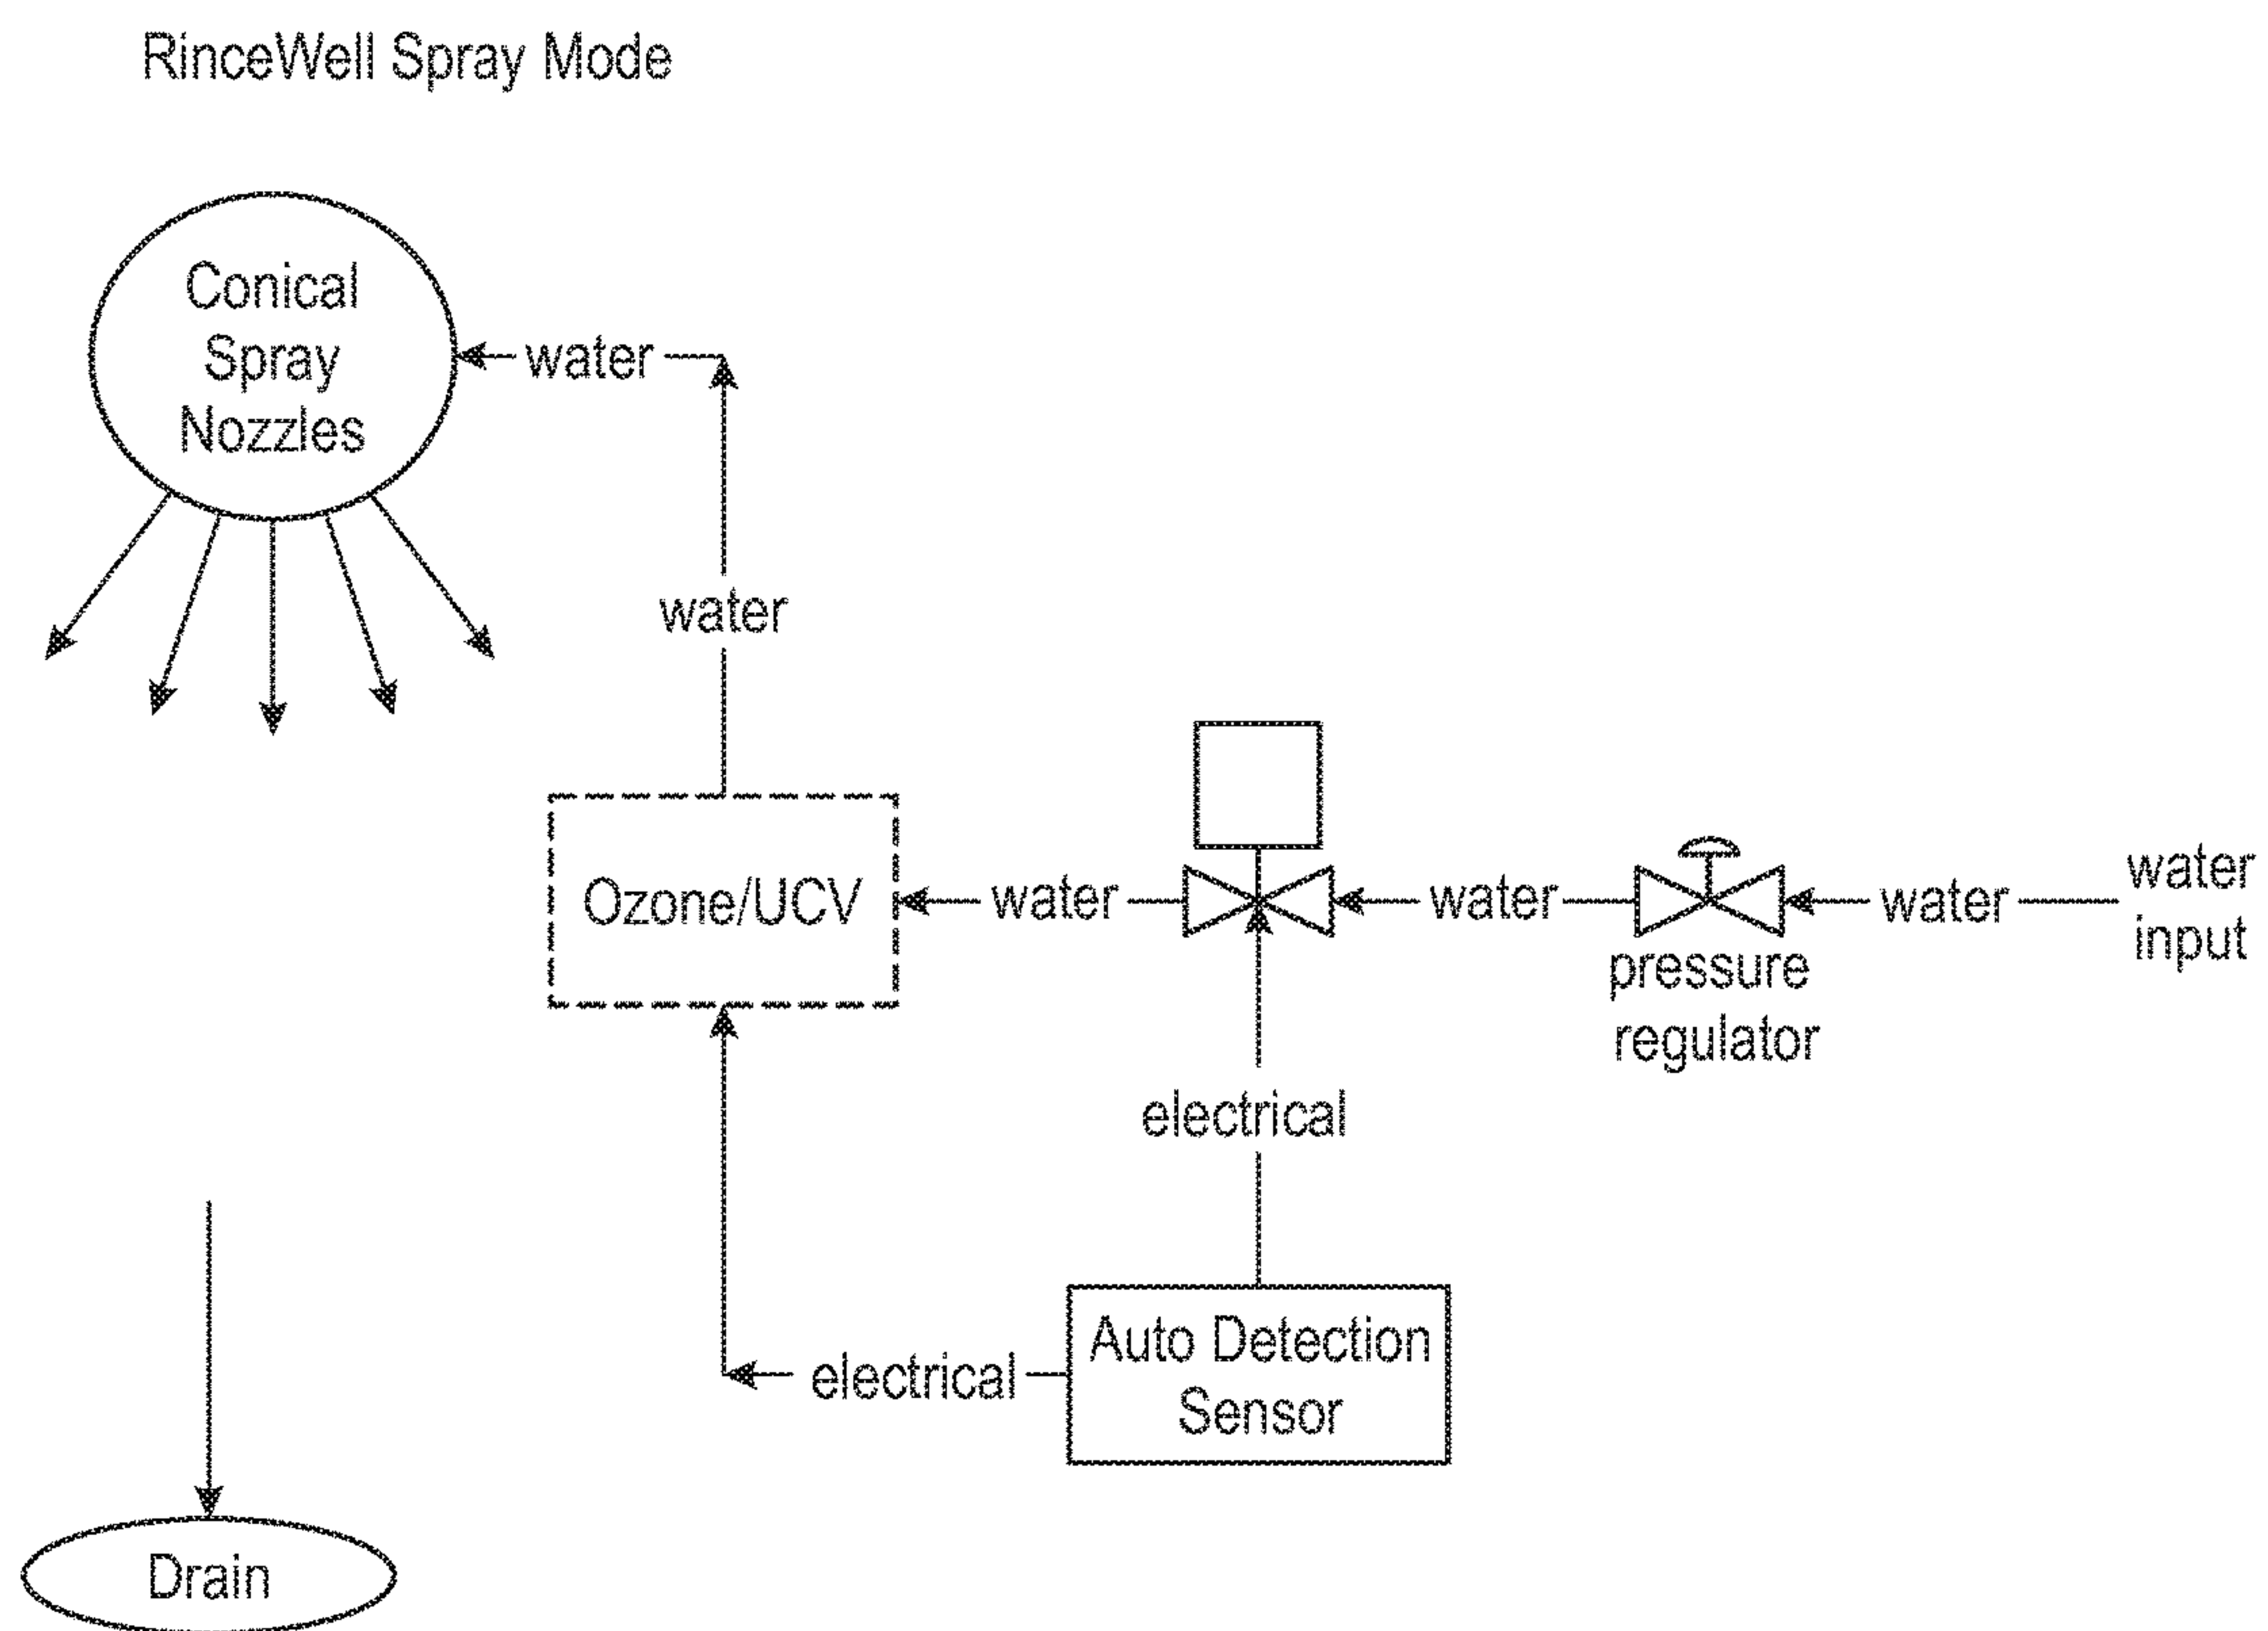 RinceWell Spray Mode
Conical
Spray
Nozzles
water
water
Ozone/UCV
water
water
pressure
regulator
water
water
input
electrical
electrical
Auto Detection
Sensor
Drain